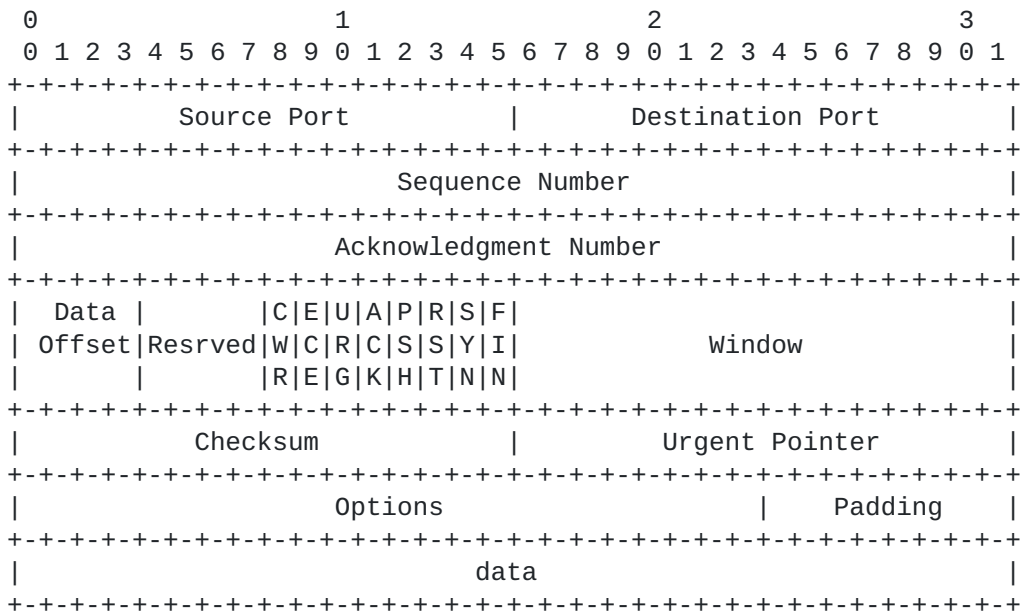 0                   1                   2                   3
 0 1 2 3 4 5 6 7 8 9 0 1 2 3 4 5 6 7 8 9 0 1 2 3 4 5 6 7 8 9 0 1
+-+-+-+-+-+-+-+-+-+-+-+-+-+-+-+-+-+-+-+-+-+-+-+-+-+-+-+-+-+-+-+-+
|          Source Port          |       Destination Port        |
+-+-+-+-+-+-+-+-+-+-+-+-+-+-+-+-+-+-+-+-+-+-+-+-+-+-+-+-+-+-+-+-+
|                        Sequence Number                        |
+-+-+-+-+-+-+-+-+-+-+-+-+-+-+-+-+-+-+-+-+-+-+-+-+-+-+-+-+-+-+-+-+
|                    Acknowledgment Number                      |
+-+-+-+-+-+-+-+-+-+-+-+-+-+-+-+-+-+-+-+-+-+-+-+-+-+-+-+-+-+-+-+-+
|  Data |       |C|E|U|A|P|R|S|F|                               |
| Offset|Resrved|W|C|R|C|S|S|Y|I|            Window             |
|       |       |R|E|G|K|H|T|N|N|                               |
+-+-+-+-+-+-+-+-+-+-+-+-+-+-+-+-+-+-+-+-+-+-+-+-+-+-+-+-+-+-+-+-+
|           Checksum            |         Urgent Pointer        |
+-+-+-+-+-+-+-+-+-+-+-+-+-+-+-+-+-+-+-+-+-+-+-+-+-+-+-+-+-+-+-+-+
|                    Options                    |    Padding    |
+-+-+-+-+-+-+-+-+-+-+-+-+-+-+-+-+-+-+-+-+-+-+-+-+-+-+-+-+-+-+-+-+
|                             data                              |
+-+-+-+-+-+-+-+-+-+-+-+-+-+-+-+-+-+-+-+-+-+-+-+-+-+-+-+-+-+-+-+-+